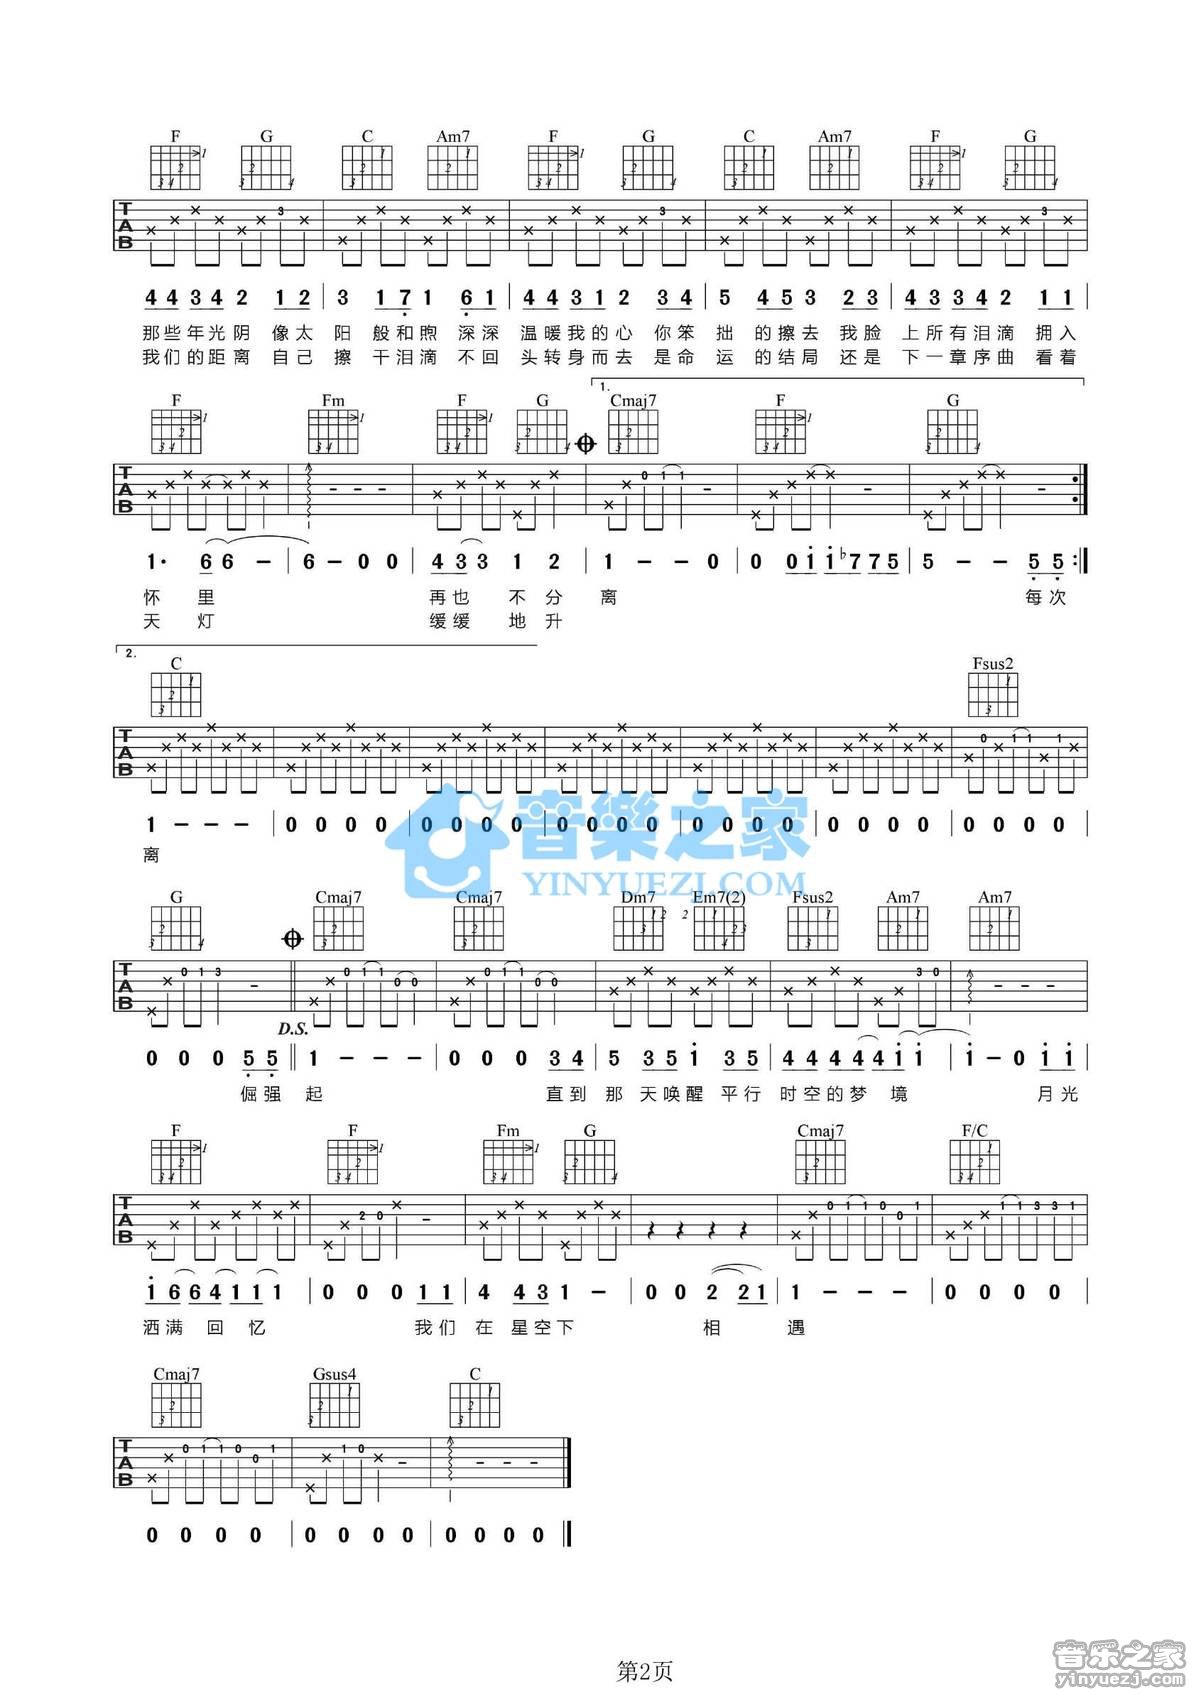 F G C Am7 F G C Am7 F G
4 4 3 4 2 1 2 | 3 1 7 1 6 1 | 4 4 3 1 2 3 4 | 5 4 5 3 2 3 | 4 3 3 4 2 1 1 |
那些年光阴 像太 阳 般和煦 深深 温暖我的心 你笨 拙 的擦去 我脸 上所有泪滴 拥入
我们的距离 自己 擦 干泪滴 不回 头转身而去 是命 运 的结局 还是 下一章序曲 看着
1.
F Fm F G Cmaj7 F G
1· 6 6 – | 6 – 0 0 | 4 3 3 1 2 | 1 – – 0 | 0 0 1 1 ♭7 7 5 | 5 – – 5 5 :|
怀 里 再也 不 分 离 每次
天 灯 缓缓 地 升
2.
C Fsus2
1 – – – | 0 0 0 0 | 0 0 0 0 | 0 0 0 0 | 0 0 0 0 | 0 0 0 0 | 0 0 0 0 |
离
音樂之家
YINYUEZJ.COM
G Cmaj7 Cmaj7 Dm7 Em7(2) Fsus2 Am7 Am7
D.S.
0 0 0 5 5 || 1 – – – | 0 0 0 3 4 | 5 3 5 1 3 5 | 4 4 4 4 4 1 1 | 1 – 0 1 1 |
倔强 起 直到 那 天唤醒 平行 时空的梦 境 月光
F F Fm G Cmaj7 F/C
1 6 6 4 1 1 1 | 0 0 0 1 1 | 4 4 3 1 – | 0 0 2 2 1 | 1 – – – | 0 0 0 0 |
洒满 回 忆 我们 在 星空下 相 遇
Cmaj7 Gsus4 C
0 0 0 0 | 0 0 0 0 | 0 0 0 0 ||
第2页
音乐之家
yinyuezj.com